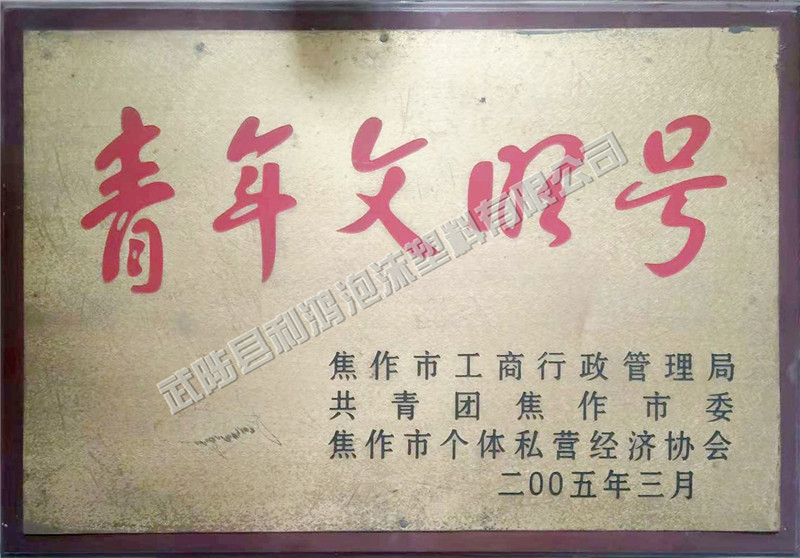 青年文明号
武陟县利鸿泡沫塑料有限公司
焦作市工商行政管理局
共青团焦作市委
焦作市个体私营经济协会
二00五年三月